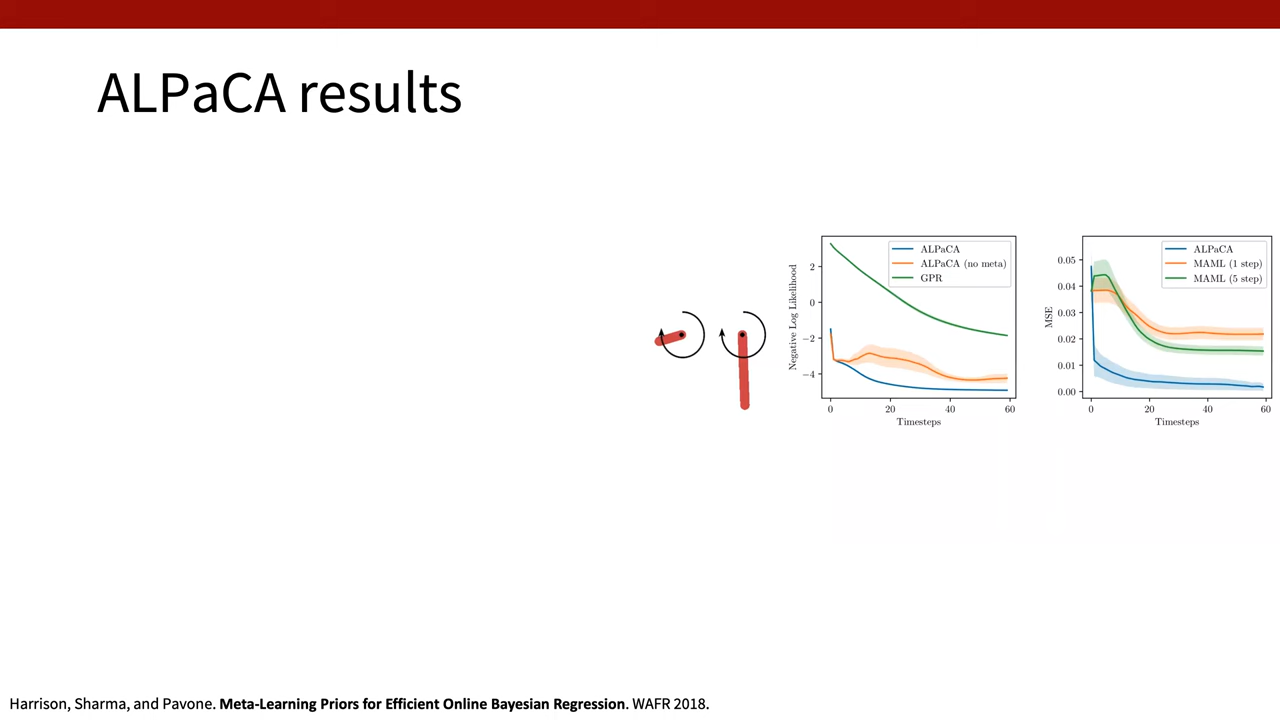 ALPaCA results
Negative Log Likelihood
2
0
−2
−4
0 20 40 60
Timesteps
ALPaCA
ALPaCA (no meta)
GPR
MSE
0.05
0.04
0.03
0.02
0.01
0.00
0 20 40 60
Timesteps
ALPaCA
MAML (1 step)
MAML (5 step)
Harrison, Sharma, and Pavone. Meta-Learning Priors for Efficient Online Bayesian Regression. WAFR 2018.